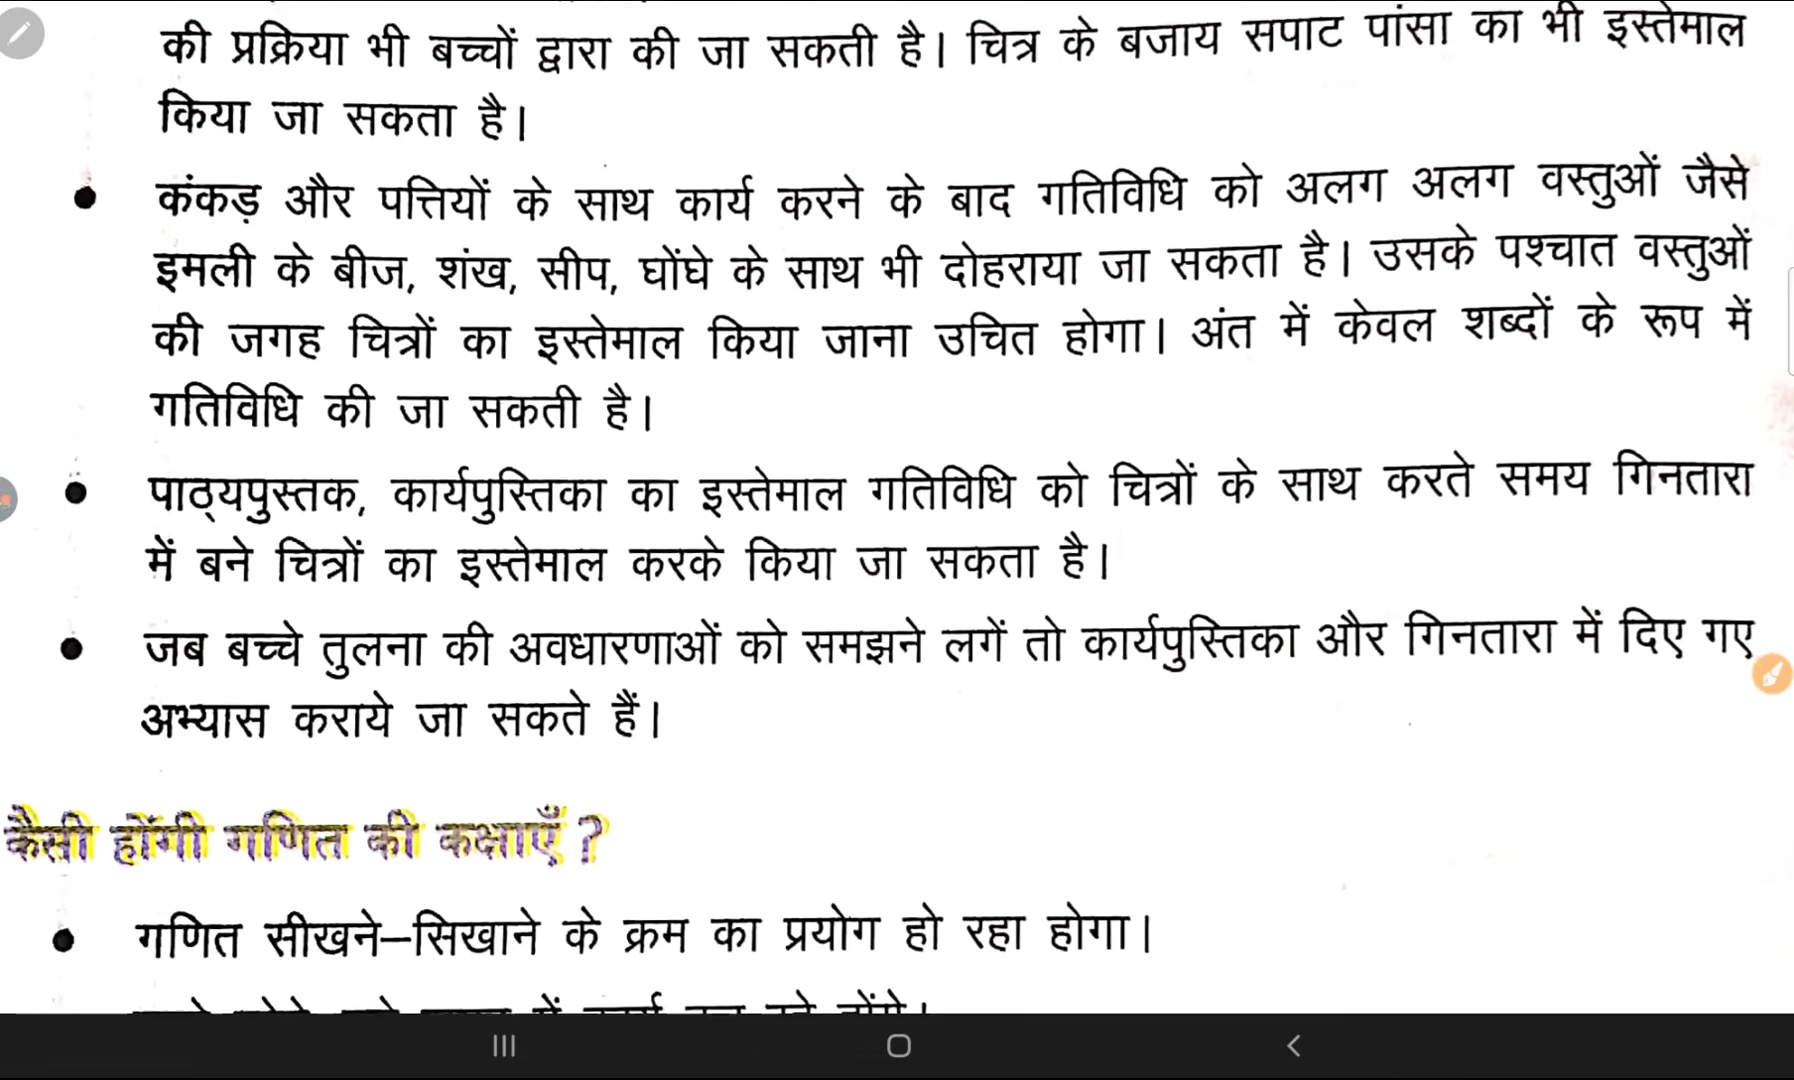 की प्रक्रिया भी बच्चों द्वारा की जा सकती है। चित्र के बजाय सपाट पांसा का भी इस्तेमाल
किया जा सकता है।
● कंकड़ और पत्तियों के साथ कार्य करने के बाद गतिविधि को अलग अलग वस्तुओं जैसे
इमली के बीज, शंख, सीप, घोंघे के साथ भी दोहराया जा सकता है। उसके पश्चात वस्तुओं
की जगह चित्रों का इस्तेमाल किया जाना उचित होगा। अंत में केवल शब्दों के रूप में
गतिविधि की जा सकती है।
● पाठ्यपुस्तक, कार्यपुस्तिका का इस्तेमाल गतिविधि को चित्रों के साथ करते समय गिनतारा
में बने चित्रों का इस्तेमाल करके किया जा सकता है।
● जब बच्चे तुलना की अवधारणाओं को समझने लगें तो कार्यपुस्तिका और गिनतारा में दिए गए
अभ्यास कराये जा सकते हैं।
कैसी होंगी गणित की कक्षाएँ ?
● गणित सीखने–सिखाने के क्रम का प्रयोग हो रहा होगा।